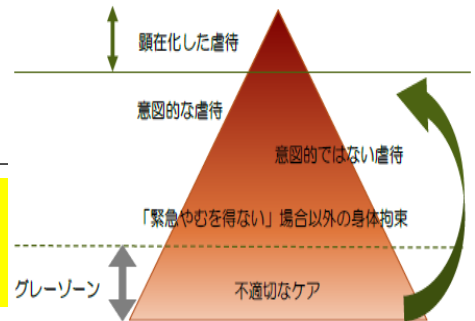 顕在化した虐待
意図的な虐待
意図的ではない虐待
「緊急やむを得ない」場合以外の身体拘束
グレーゾーン
不適切なケア